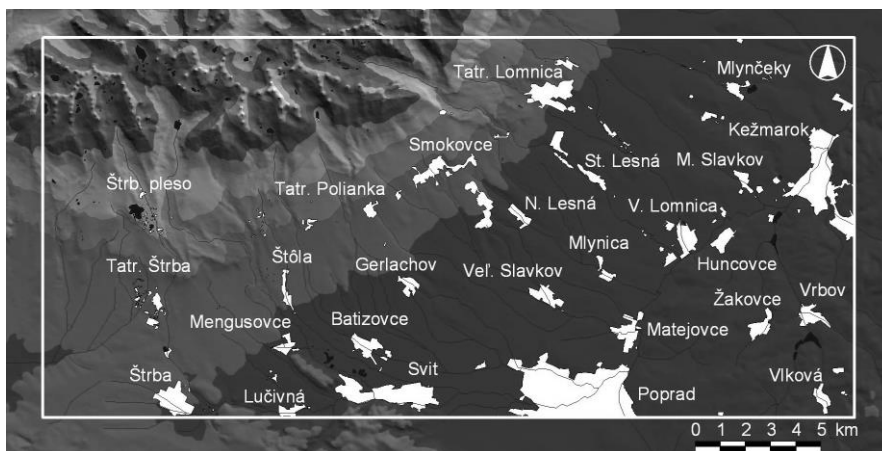 Tatr. Lomnica
Mlynčeky
Kežmarok
Smokovce
St. Lesná
M. Slavkov
Štrb. pleso
Tatr. Polianka
N. Lesná
V. Lomnica
Mlynica
Huncovce
Tatr. Štrba
Štôla
Gerlachov
Veľ. Slavkov
Žakovce
Vrbov
Mengusovce
Batizovce
Matejovce
Štrba
Lučivná
Svit
Poprad
Vlková
0 1 2 3 4 5 km